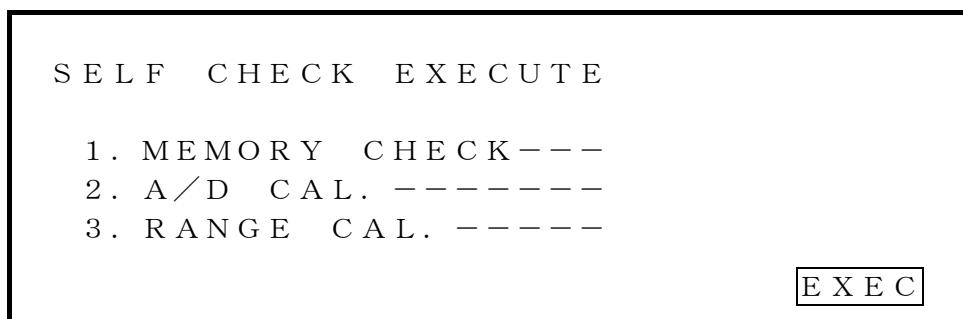 SELF CHECK EXECUTE
1. MEMORY CHECK−−−
2. A／D CAL. −−−−−−−
3. RANGE CAL. −−−−−
EXEC